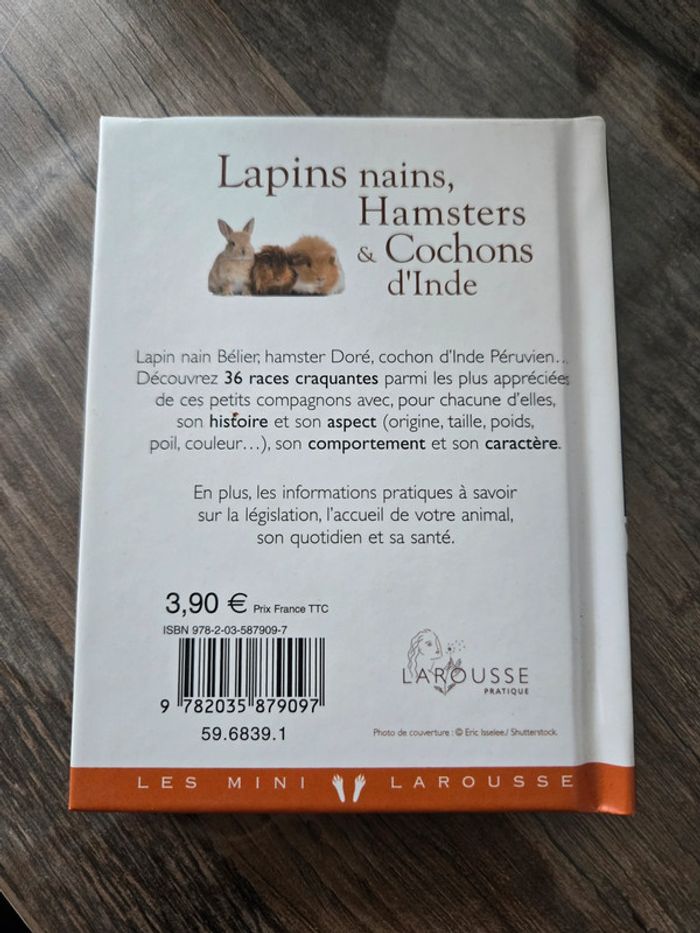 Lapins nains,
Hamsters
& Cochons
d'Inde
Lapin nain Bélier, hamster Doré, cochon d'Inde Péruvien...
Découvrez 36 races craquantes parmi les plus appréciées
de ces petits compagnons avec, pour chacune d'elles,
son histoire et son aspect (origine, taille, poids,
poil, couleur...), son comportement et son caractère.
En plus, les informations pratiques à savoir
sur la législation, l'accueil de votre animal,
son quotidien et sa santé.
3,90 € Prix France TTC
ISBN 978-2-03-587909-7
9 782035 879097
59.6839.1
LAROUSSE
PRATIQUE
Photo de couverture : © Eric Isselee./ Shutterstock.
LES MINI LAROUSSE